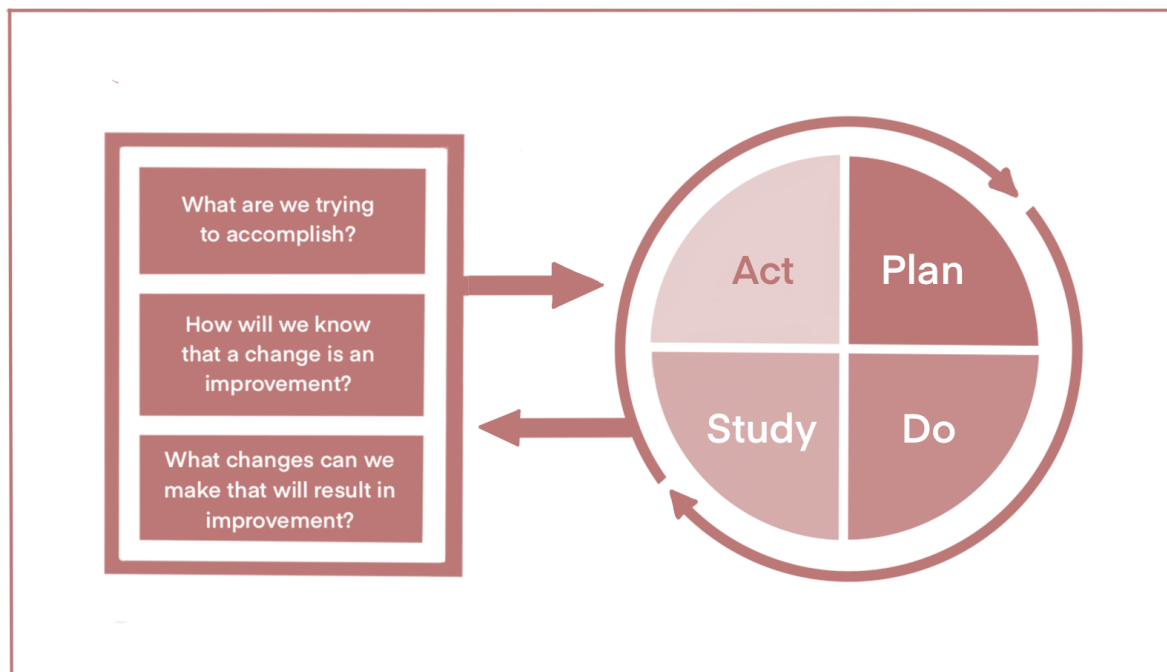 What are we trying
to accomplish?
How will we know
that a change is an
improvement?
What changes can we
make that will result in
improvement?
Act
Plan
Study
Do